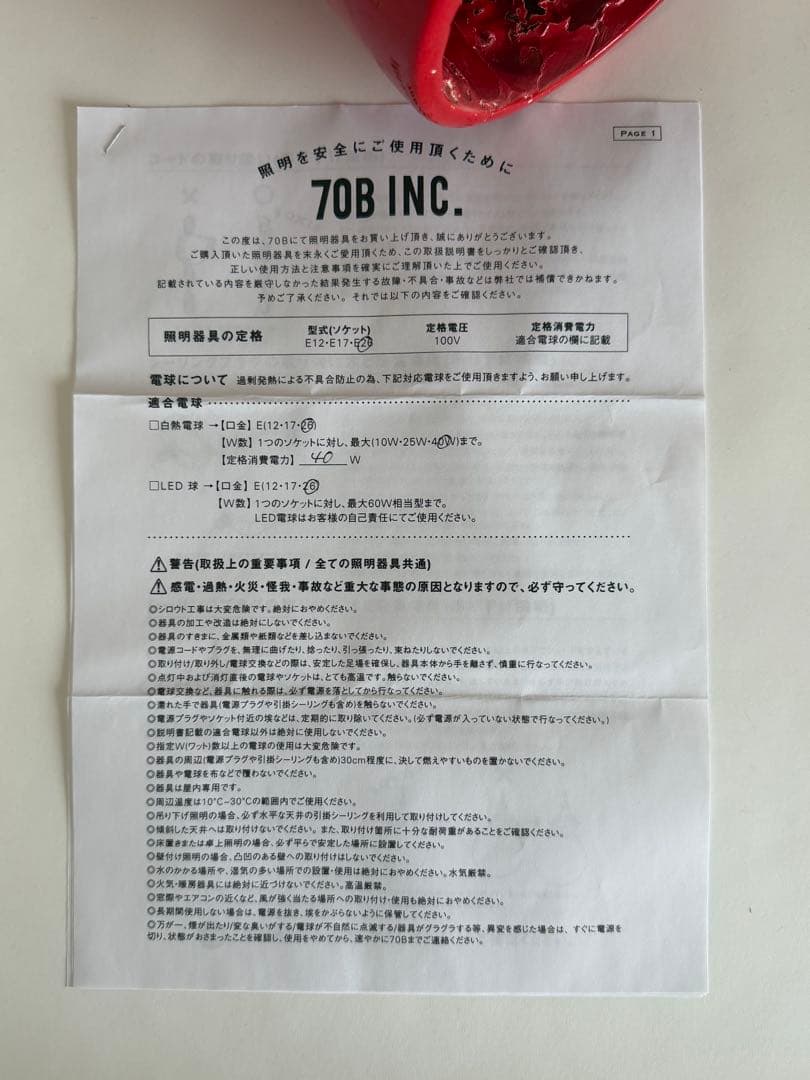 PAGE 1
照明を安全にご使用頂くために
70B INC.
この度は、70Bにて照明器具をお買い上げ頂き、誠にありがとうございます。
ご購入頂いた照明器具を末永くご愛用頂くため、この取扱説明書をしっかりとご確認頂き、
正しい使用方法と注意事項を確実にご理解頂いた上でご使用ください。
記載されている内容を厳守しなかった結果発生する故障・不具合・事故などは弊社では補償できかねます。
予めご了承ください。それでは以下の内容をご確認ください。
照明器具の定格 型式(ソケット) 定格電圧 定格消費電力
E12・E17・E26 100V 適合電球の欄に記載
電球について 過剰発熱による不具合防止の為、下記対応電球をご使用頂きますよう、お願い申し上げます。
適合電球
□白熱電球 →【口金】E(12・17・26)
【W数】1つのソケットに対し、最大(10W・25W・40W)まで。
【定格消費電力】 40 W
□LED 球 →【口金】E(12・17・26)
【W数】1つのソケットに対し、最大60W相当型まで。
LED電球はお客様の自己責任にてご使用ください。
⚠警告(取扱上の重要事項 / 全ての照明器具共通)
⚠感電・過熱・火災・怪我・事故など重大な事態の原因となりますので、必ず守ってください。
◎シロウト工事は大変危険です。絶対におやめください。
◎器具の加工や改造は絶対にしないでください。
◎器具のすきまに、金属類や紙類などを差し込まないでください。
◎電源コードやプラグを、無理に曲げたり、捻ったり、引っ張ったり、束ねたりしないでください。
◎取り付け/取り外し/電球交換などの際は、安定した足場を確保し、器具本体から手を離さず、慎重に行なってください。
◎点灯中および消灯直後の電球やソケットは、とても高温です。触らないでください。
◎電球交換など、器具に触れる際は、必ず電源を落としてから行なってください。
◎濡れた手で器具(電源プラグや引掛シーリングも含め)を触らないでください。
◎電源プラグやソケット付近の埃などは、定期的に取り除いてください。(必ず電源が入っていない状態で行なってください。)
◎説明書記載の適合電球以外は絶対に使用しないでください。
◎指定W(ワット)数以上の電球の使用は大変危険です。
◎器具の周辺(電源プラグや引掛シーリングも含め)30cm程度に、決して燃えやすいものを置かないでください。
◎器具や電球を布などで覆わないでください。
◎器具は屋内専用です。
◎周辺温度は10℃~30℃の範囲内でご使用ください。
◎吊り下げ照明の場合、必ず水平な天井の引掛シーリングを利用して取り付けしてください。
◎傾斜した天井へは取り付けないでください。また、取り付け箇所に十分な耐荷重があることをご確認ください。
◎床置きまたは卓上照明の場合、必ず平らで安定した場所に設置してください。
◎壁付け照明の場合、凸凹のある壁への取り付けはしないでください。
◎水のかかる場所や、湿気の多い場所での設置・使用は絶対におやめください。水気厳禁。
◎火気・暖房器具には絶対に近づけないでください。高温厳禁。
◎窓際やエアコンの近くなど、風が強く当たる場所への取り付け・使用も絶対におやめください。
◎長期間使用しない場合は、電源を抜き、埃をかぶらないように保管してください。
◎万が一、煙が出たり/変な臭いがする/電球が不自然に点滅する/器具がグラグラする等、異変を感じた場合は、すぐに電源を
切り、状態がおさまったことを確認し、使用をやめてから、速やかに70Bまでご連絡ください。